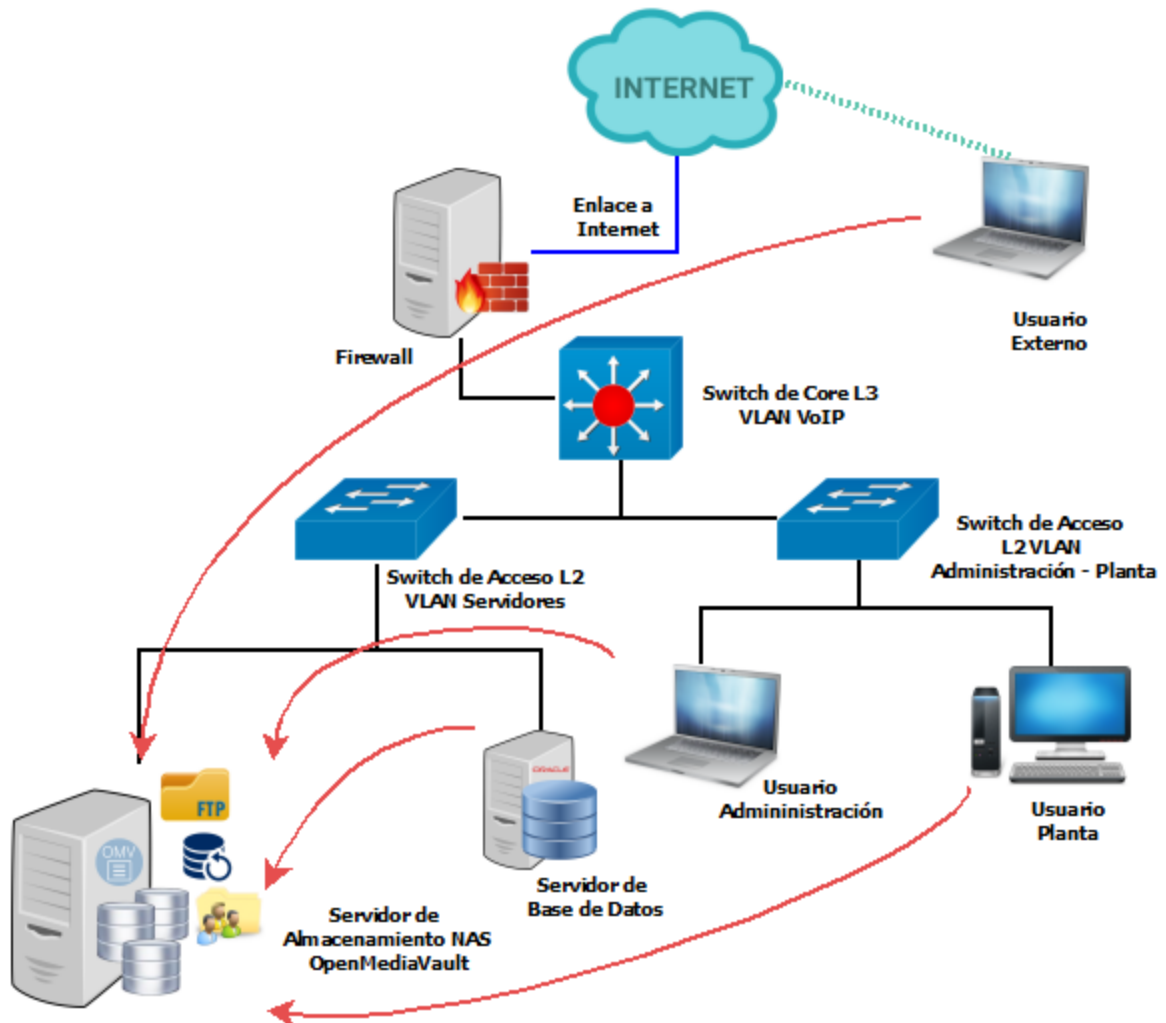 INTERNET
Enlace a
Internet
Usuario
Externo
Firewall
Switch de Core L3
VLAN VoIP
Switch de Acceso
L2 VLAN
Administración - Planta
Switch de Acceso L2
VLAN Servidores
ORACLE
FTP
Usuario
Admininistración
Usuario
Planta
OMV
Servidor de
Base de Datos
Servidor de
Almacenamiento NAS
OpenMediaVault